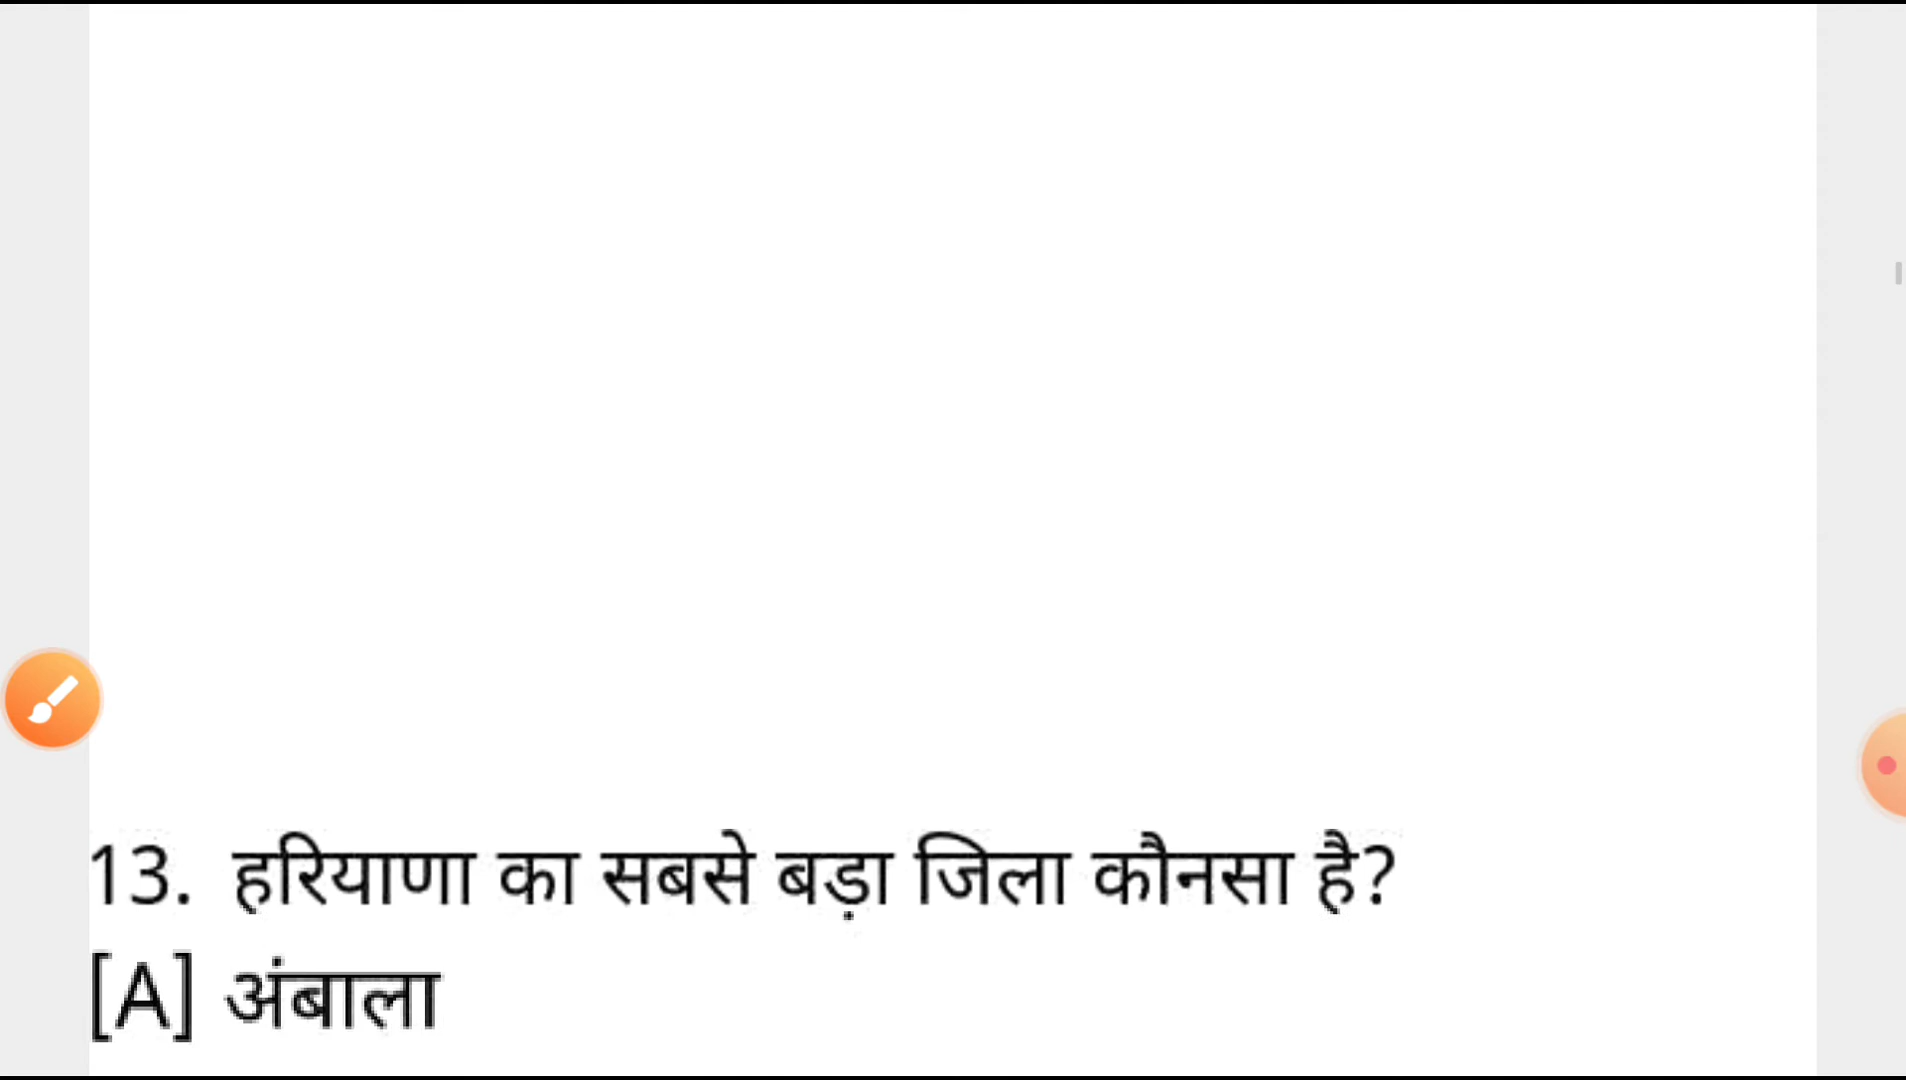 13. हरियाणा का सबसे बड़ा जिला कौनसा है?
[A] अंबाला